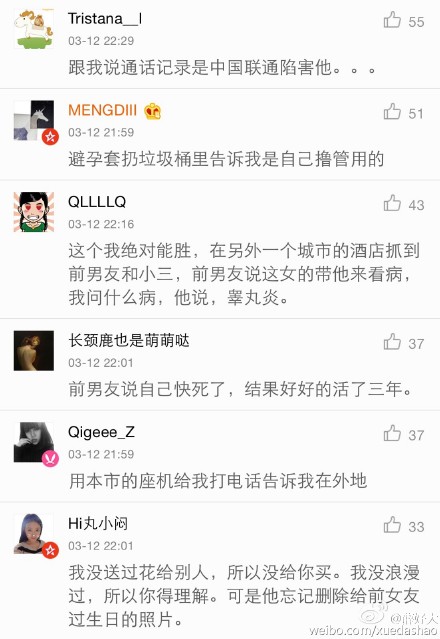 Tristana__l
55
03-12 22:29
跟我说通话记录是中国联通陷害他。。。
MENGDIII
51
03-12 21:59
避孕套扔垃圾桶里告诉我是自己撸管用的
QLLLLQ
43
03-12 22:16
这个我绝对能胜，在另外一个城市的酒店抓到
前男友和小三，前男友说这女的带他来看病，
我问什么病，他说，睾丸炎。
长颈鹿也是萌萌哒
37
03-12 22:01
前男友说自己快死了，结果好好的活了三年。
Qigeee_Z
37
03-12 21:59
用本市的座机给我打电话告诉我在外地
Hi丸小闷
33
03-12 22:01
我没送过花给别人，所以没给你买。我没浪漫
过，所以你得理解。可是他忘记删除给前女友
过生日的照片。
weibo.com/xuedashao